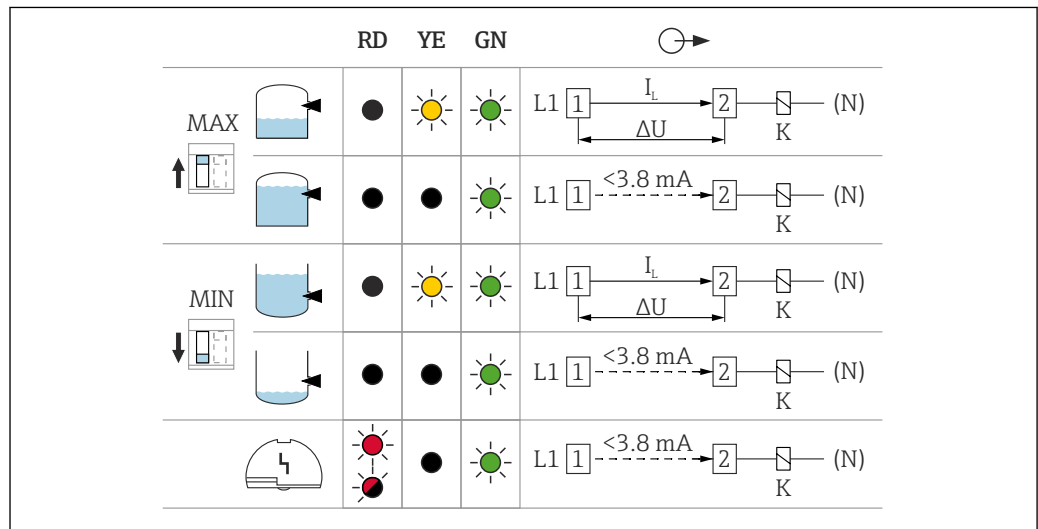 RD YE GN
MAX
L1 1 I_L 2 (N)
ΔU K
L1 1 <3.8 mA 2 (N)
K
MIN
L1 1 I_L 2 (N)
ΔU K
L1 1 <3.8 mA 2 (N)
K
L1 1 <3.8 mA 2 (N)
K